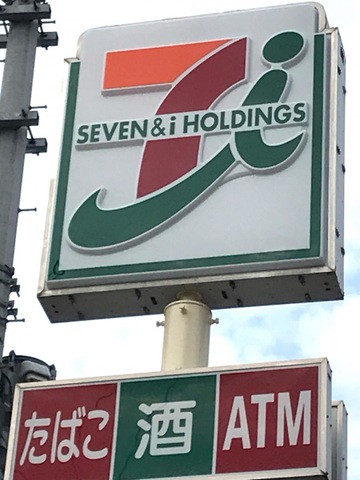 SEVEN & i HOLDINGS
たばこ 酒 ATM